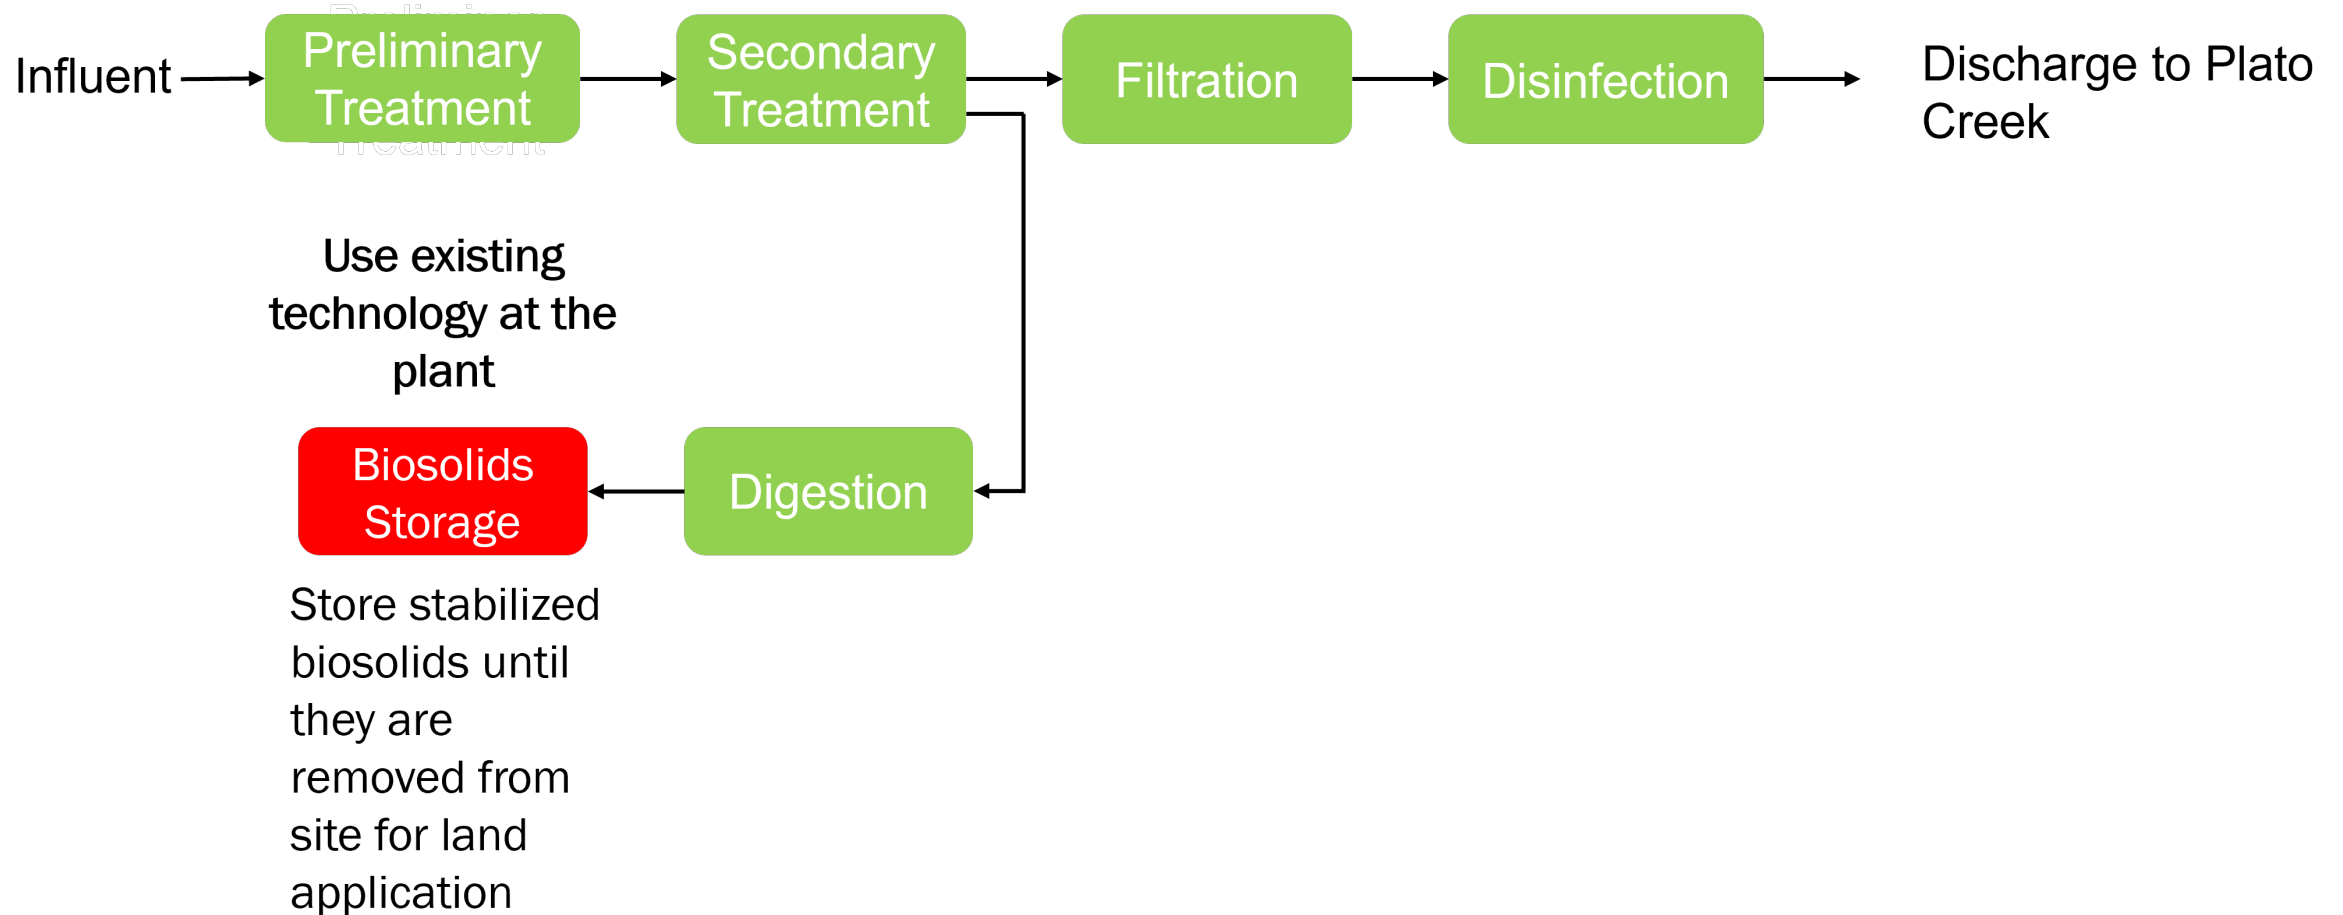 Influent
Preliminary
Treatment
Secondary
Treatment
Filtration
Disinfection
Discharge to Plato
Creek
Use existing
technology at the
plant
Biosolids
Storage
Digestion
Store stabilized
biosolids until
they are
removed from
site for land
application